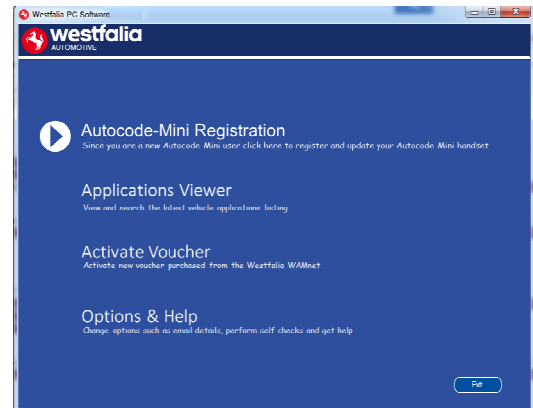 Westfalia PC Software
westfalia
AUTOMOTIVE
Autocode-Mini Registration
Since you are a new Autocode Mini user click here to register and update your Autocode Mini handset
Applications Viewer
View and search the latest vehicle applications listing
Activate Voucher
Activate new voucher purchased from the Westfalia WAMnet
Options & Help
Change options such as email details, perform self checks and get help
Exit